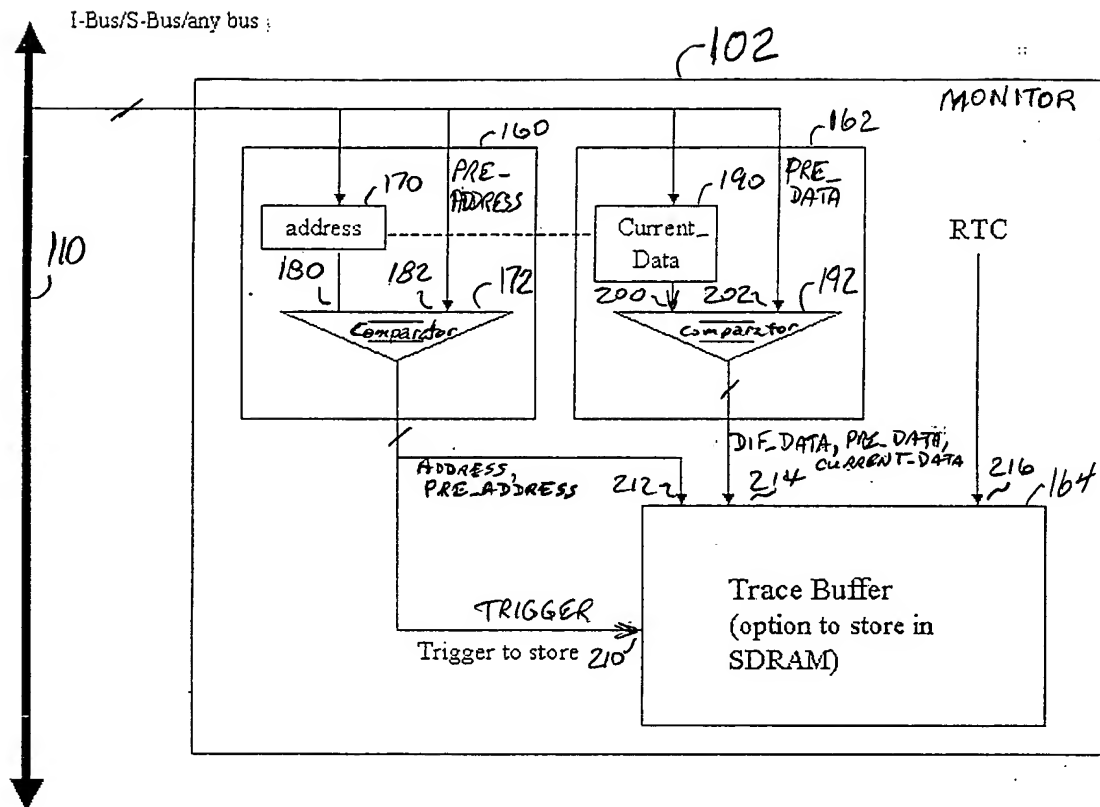 I-Bus/S-Bus/any bus
102
MONITOR
160
162
PRE_
ADDRESS
PRE_
DATA
170
190
address
Current_
Data
RTC
110
180
182
172
200
202
192
comparator
comparator
DIF_DATA, PRE_DATA,
CURRENT-DATA
ADDRESS,
PRE_ADDRESS
212
214
216
164
Trace Buffer
(option to store in
SDRAM)
TRIGGER
Trigger to store
210